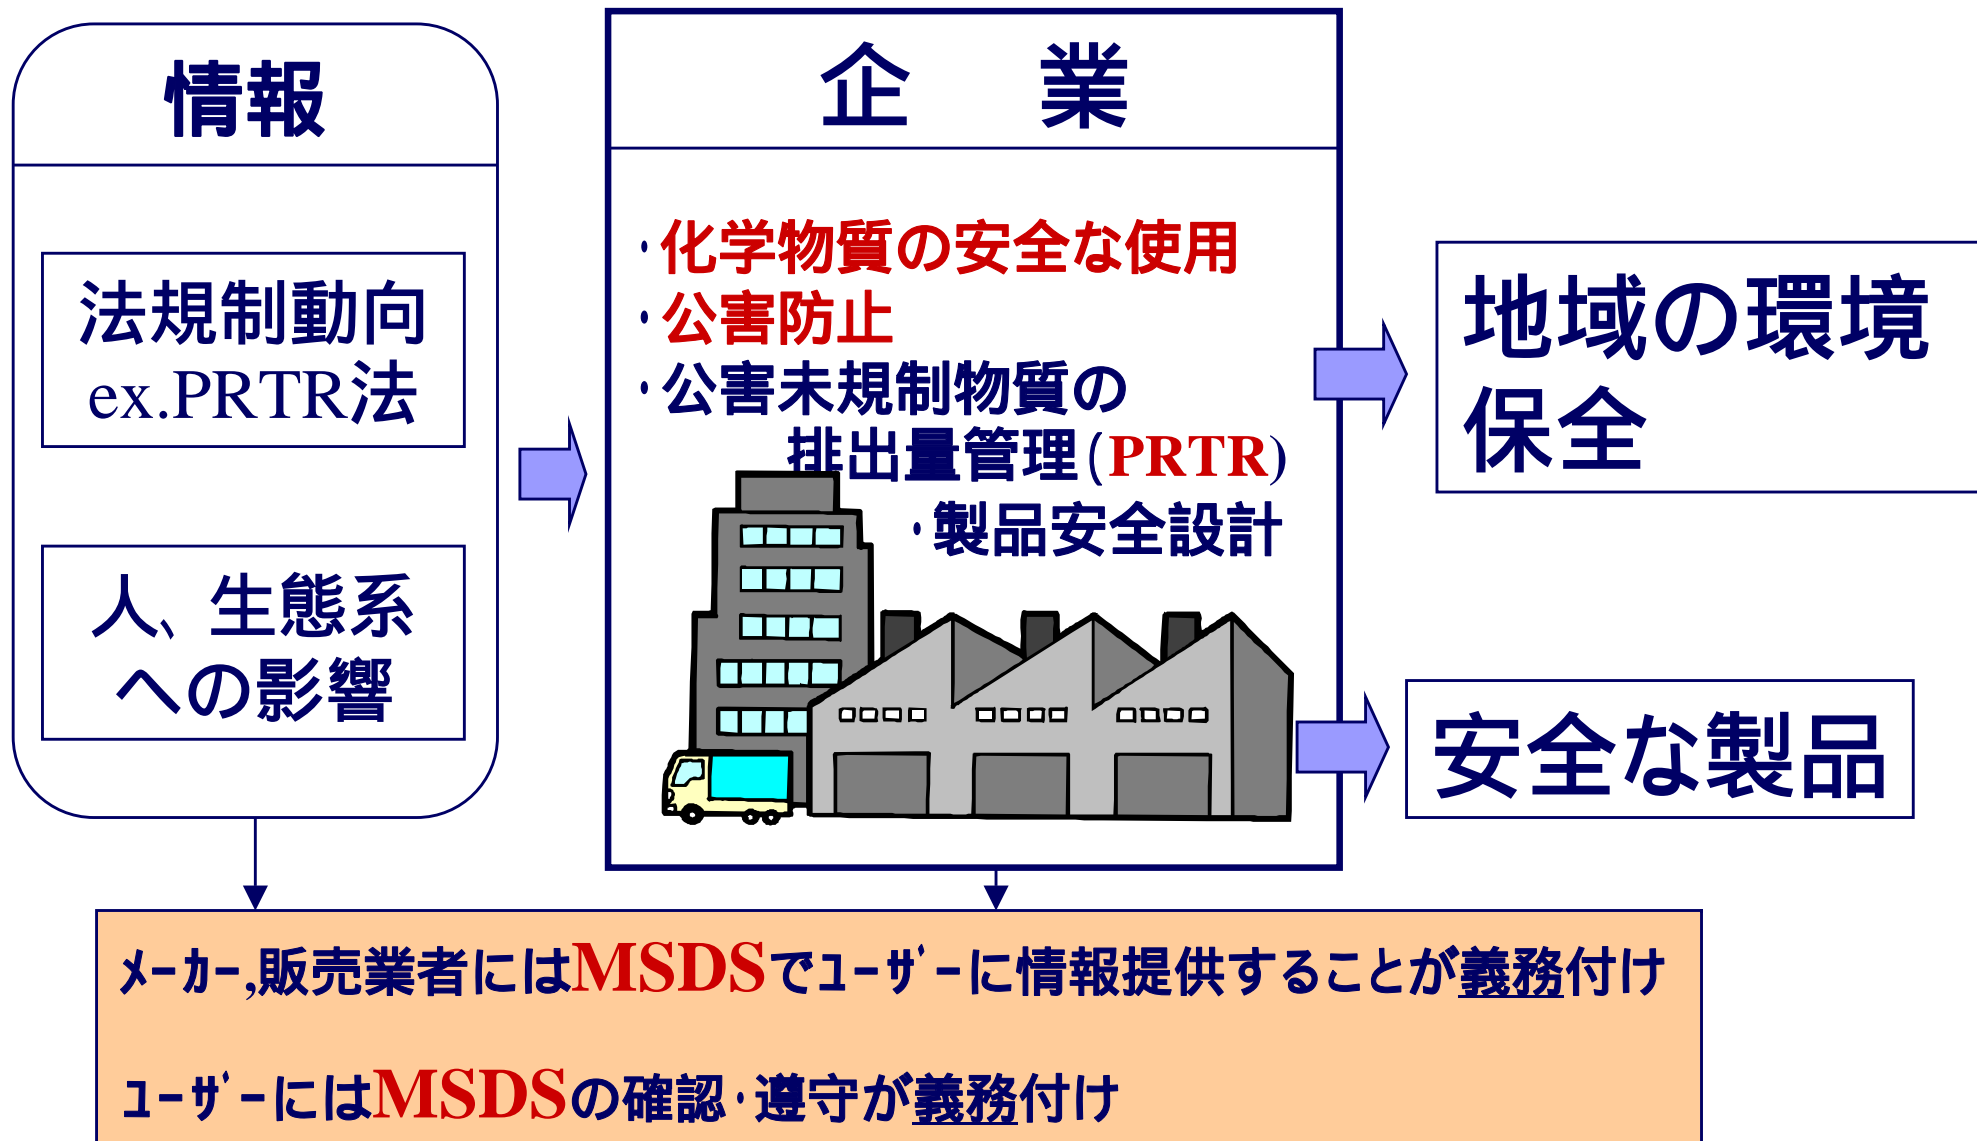 情報
法規制動向
ex.PRTR法
人、生態系
への影響
企　業
・化学物質の安全な使用
・公害防止
・公害未規制物質の
排出量管理(PRTR)
・製品安全設計
地域の環境
保全
安全な製品
ﾒｰｶｰ,販売業者にはMSDSでﾕｰｻﾞｰに情報提供することが義務付け
ﾕｰｻﾞｰにはMSDSの確認・遵守が義務付け